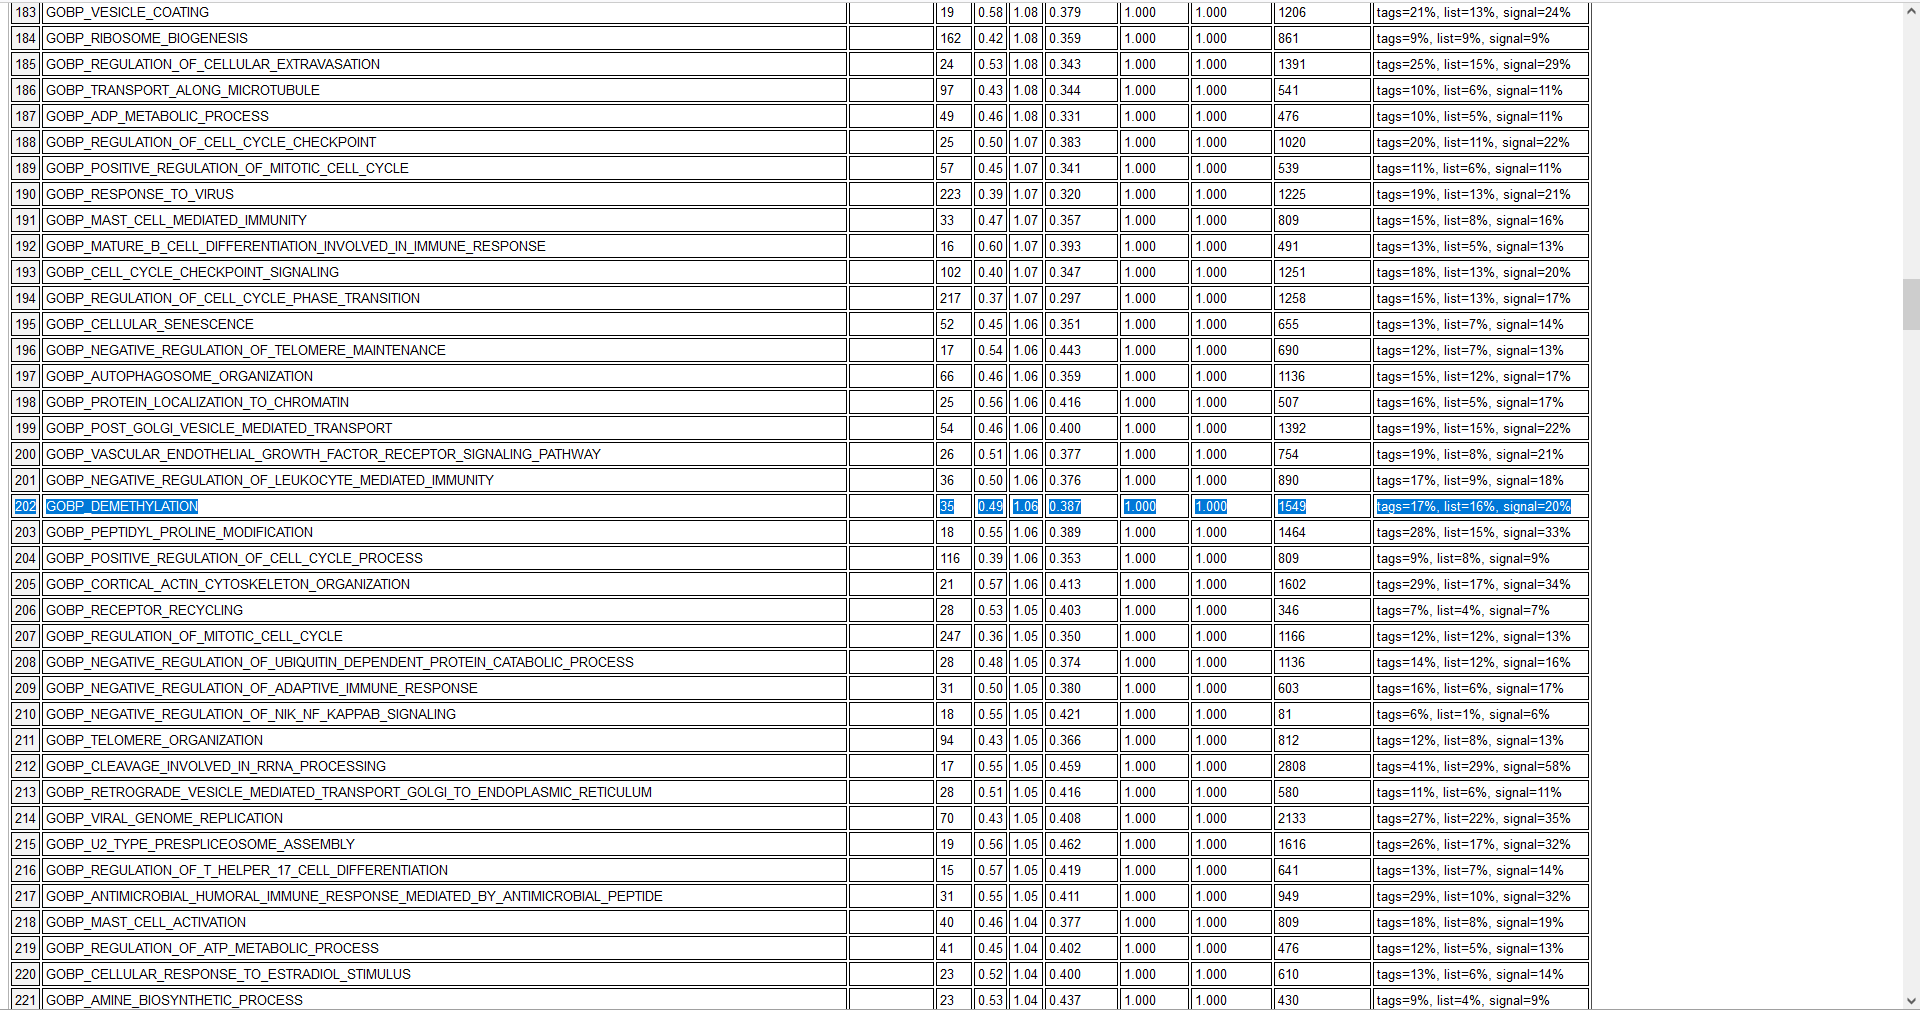 183 GOBP_VESICLE_COATING 19 0.58 1.08 0.379 1.000 1.000 1206 tags=21%, list=13%, signal=24%
184 GOBP_RIBOSOME_BIOGENESIS 162 0.42 1.08 0.359 1.000 1.000 861 tags=9%, list=9%, signal=9%
185 GOBP_REGULATION_OF_CELLULAR_EXTRAVASATION 24 0.53 1.08 0.343 1.000 1.000 1391 tags=25%, list=15%, signal=29%
186 GOBP_TRANSPORT_ALONG_MICROTUBULE 97 0.43 1.08 0.344 1.000 1.000 541 tags=10%, list=6%, signal=11%
187 GOBP_ADP_METABOLIC_PROCESS 49 0.46 1.08 0.331 1.000 1.000 476 tags=10%, list=5%, signal=11%
188 GOBP_REGULATION_OF_CELL_CYCLE_CHECKPOINT 25 0.50 1.07 0.383 1.000 1.000 1020 tags=20%, list=11%, signal=22%
189 GOBP_POSITIVE_REGULATION_OF_MITOTIC_CELL_CYCLE 57 0.45 1.07 0.341 1.000 1.000 539 tags=11%, list=6%, signal=11%
190 GOBP_RESPONSE_TO_VIRUS 223 0.39 1.07 0.320 1.000 1.000 1225 tags=19%, list=13%, signal=21%
191 GOBP_MAST_CELL_MEDIATED_IMMUNITY 33 0.47 1.07 0.357 1.000 1.000 809 tags=15%, list=8%, signal=16%
192 GOBP_MATURE_B_CELL_DIFFERENTIATION_INVOLVED_IN_IMMUNE_RESPONSE 16 0.60 1.07 0.393 1.000 1.000 491 tags=13%, list=5%, signal=13%
193 GOBP_CELL_CYCLE_CHECKPOINT_SIGNALING 102 0.40 1.07 0.347 1.000 1.000 1251 tags=18%, list=13%, signal=20%
194 GOBP_REGULATION_OF_CELL_CYCLE_PHASE_TRANSITION 217 0.37 1.07 0.297 1.000 1.000 1258 tags=15%, list=13%, signal=17%
195 GOBP_CELLULAR_SENESCENCE 52 0.45 1.06 0.351 1.000 1.000 655 tags=13%, list=7%, signal=14%
196 GOBP_NEGATIVE_REGULATION_OF_TELOMERE_MAINTENANCE 17 0.54 1.06 0.443 1.000 1.000 690 tags=12%, list=7%, signal=13%
197 GOBP_AUTOPHAGOSOME_ORGANIZATION 66 0.46 1.06 0.359 1.000 1.000 1136 tags=15%, list=12%, signal=17%
198 GOBP_PROTEIN_LOCALIZATION_TO_CHROMATIN 25 0.56 1.06 0.416 1.000 1.000 507 tags=16%, list=5%, signal=17%
199 GOBP_POST_GOLGI_VESICLE_MEDIATED_TRANSPORT 54 0.46 1.06 0.400 1.000 1.000 1392 tags=19%, list=15%, signal=22%
200 GOBP_VASCULAR_ENDOTHELIAL_GROWTH_FACTOR_RECEPTOR_SIGNALING_PATHWAY 26 0.51 1.06 0.377 1.000 1.000 754 tags=19%, list=8%, signal=21%
201 GOBP_NEGATIVE_REGULATION_OF_LEUKOCYTE_MEDIATED_IMMUNITY 36 0.50 1.06 0.376 1.000 1.000 890 tags=17%, list=9%, signal=18%
202 GOBP_DEMETHYLATION 35 0.49 1.06 0.387 1.000 1.000 1549 tags=17%, list=16%, signal=20%
203 GOBP_PEPTIDYL_PROLINE_MODIFICATION 18 0.55 1.06 0.389 1.000 1.000 1464 tags=28%, list=15%, signal=33%
204 GOBP_POSITIVE_REGULATION_OF_CELL_CYCLE_PROCESS 116 0.39 1.06 0.353 1.000 1.000 809 tags=9%, list=8%, signal=9%
205 GOBP_CORTICAL_ACTIN_CYTOSKELETON_ORGANIZATION 21 0.57 1.06 0.413 1.000 1.000 1602 tags=29%, list=17%, signal=34%
206 GOBP_RECEPTOR_RECYCLING 28 0.53 1.05 0.403 1.000 1.000 346 tags=7%, list=4%, signal=7%
207 GOBP_REGULATION_OF_MITOTIC_CELL_CYCLE 247 0.36 1.05 0.350 1.000 1.000 1166 tags=12%, list=12%, signal=13%
208 GOBP_NEGATIVE_REGULATION_OF_UBIQUITIN_DEPENDENT_PROTEIN_CATABOLIC_PROCESS 28 0.48 1.05 0.374 1.000 1.000 1136 tags=14%, list=12%, signal=16%
209 GOBP_NEGATIVE_REGULATION_OF_ADAPTIVE_IMMUNE_RESPONSE 31 0.50 1.05 0.380 1.000 1.000 603 tags=16%, list=6%, signal=17%
210 GOBP_NEGATIVE_REGULATION_OF_NIK_NF_KAPPAB_SIGNALING 18 0.55 1.05 0.421 1.000 1.000 81 tags=6%, list=1%, signal=6%
211 GOBP_TELOMERE_ORGANIZATION 94 0.43 1.05 0.366 1.000 1.000 812 tags=12%, list=8%, signal=13%
212 GOBP_CLEAVAGE_INVOLVED_IN_RRNA_PROCESSING 17 0.55 1.05 0.459 1.000 1.000 2808 tags=41%, list=29%, signal=58%
213 GOBP_RETROGRADE_VESICLE_MEDIATED_TRANSPORT_GOLGI_TO_ENDOPLASMIC_RETICULUM 28 0.51 1.05 0.416 1.000 1.000 580 tags=11%, list=6%, signal=11%
214 GOBP_VIRAL_GENOME_REPLICATION 70 0.43 1.05 0.408 1.000 1.000 2133 tags=27%, list=22%, signal=35%
215 GOBP_U2_TYPE_PRESPLICEOSOME_ASSEMBLY 19 0.56 1.05 0.462 1.000 1.000 1616 tags=26%, list=17%, signal=32%
216 GOBP_REGULATION_OF_T_HELPER_17_CELL_DIFFERENTIATION 15 0.57 1.05 0.419 1.000 1.000 641 tags=13%, list=7%, signal=14%
217 GOBP_ANTIMICROBIAL_HUMORAL_IMMUNE_RESPONSE_MEDIATED_BY_ANTIMICROBIAL_PEPTIDE 31 0.55 1.05 0.411 1.000 1.000 949 tags=29%, list=10%, signal=32%
218 GOBP_MAST_CELL_ACTIVATION 40 0.46 1.04 0.377 1.000 1.000 809 tags=18%, list=8%, signal=19%
219 GOBP_REGULATION_OF_ATP_METABOLIC_PROCESS 41 0.45 1.04 0.402 1.000 1.000 476 tags=12%, list=5%, signal=13%
220 GOBP_CELLULAR_RESPONSE_TO_ESTRADIOL_STIMULUS 23 0.52 1.04 0.400 1.000 1.000 610 tags=13%, list=6%, signal=14%
221 GOBP_AMINE_BIOSYNTHETIC_PROCESS 23 0.53 1.04 0.437 1.000 1.000 430 tags=9%, list=4%, signal=9%